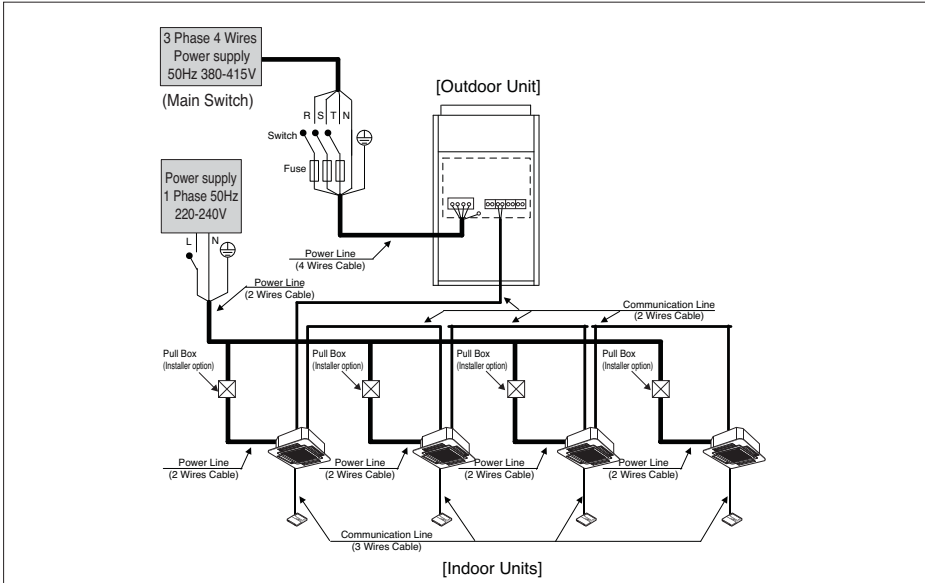 3 Phase 4 Wires
Power supply
50Hz 380-415V
(Main Switch)
[Outdoor Unit]
R S T N
Switch
Fuse
Power supply
1 Phase 50Hz
220-240V
L N
Power Line
(4 Wires Cable)
Power Line
(2 Wires Cable)
Communication Line
(2 Wires Cable)
Pull Box
(Installer option)
Pull Box
(Installer option)
Pull Box
(Installer option)
Pull Box
(Installer option)
Power Line
(2 Wires Cable)
Power Line
(2 Wires Cable)
Power Line
(2 Wires Cable)
Power Line
(2 Wires Cable)
Communication Line
(3 Wires Cable)
[Indoor Units]